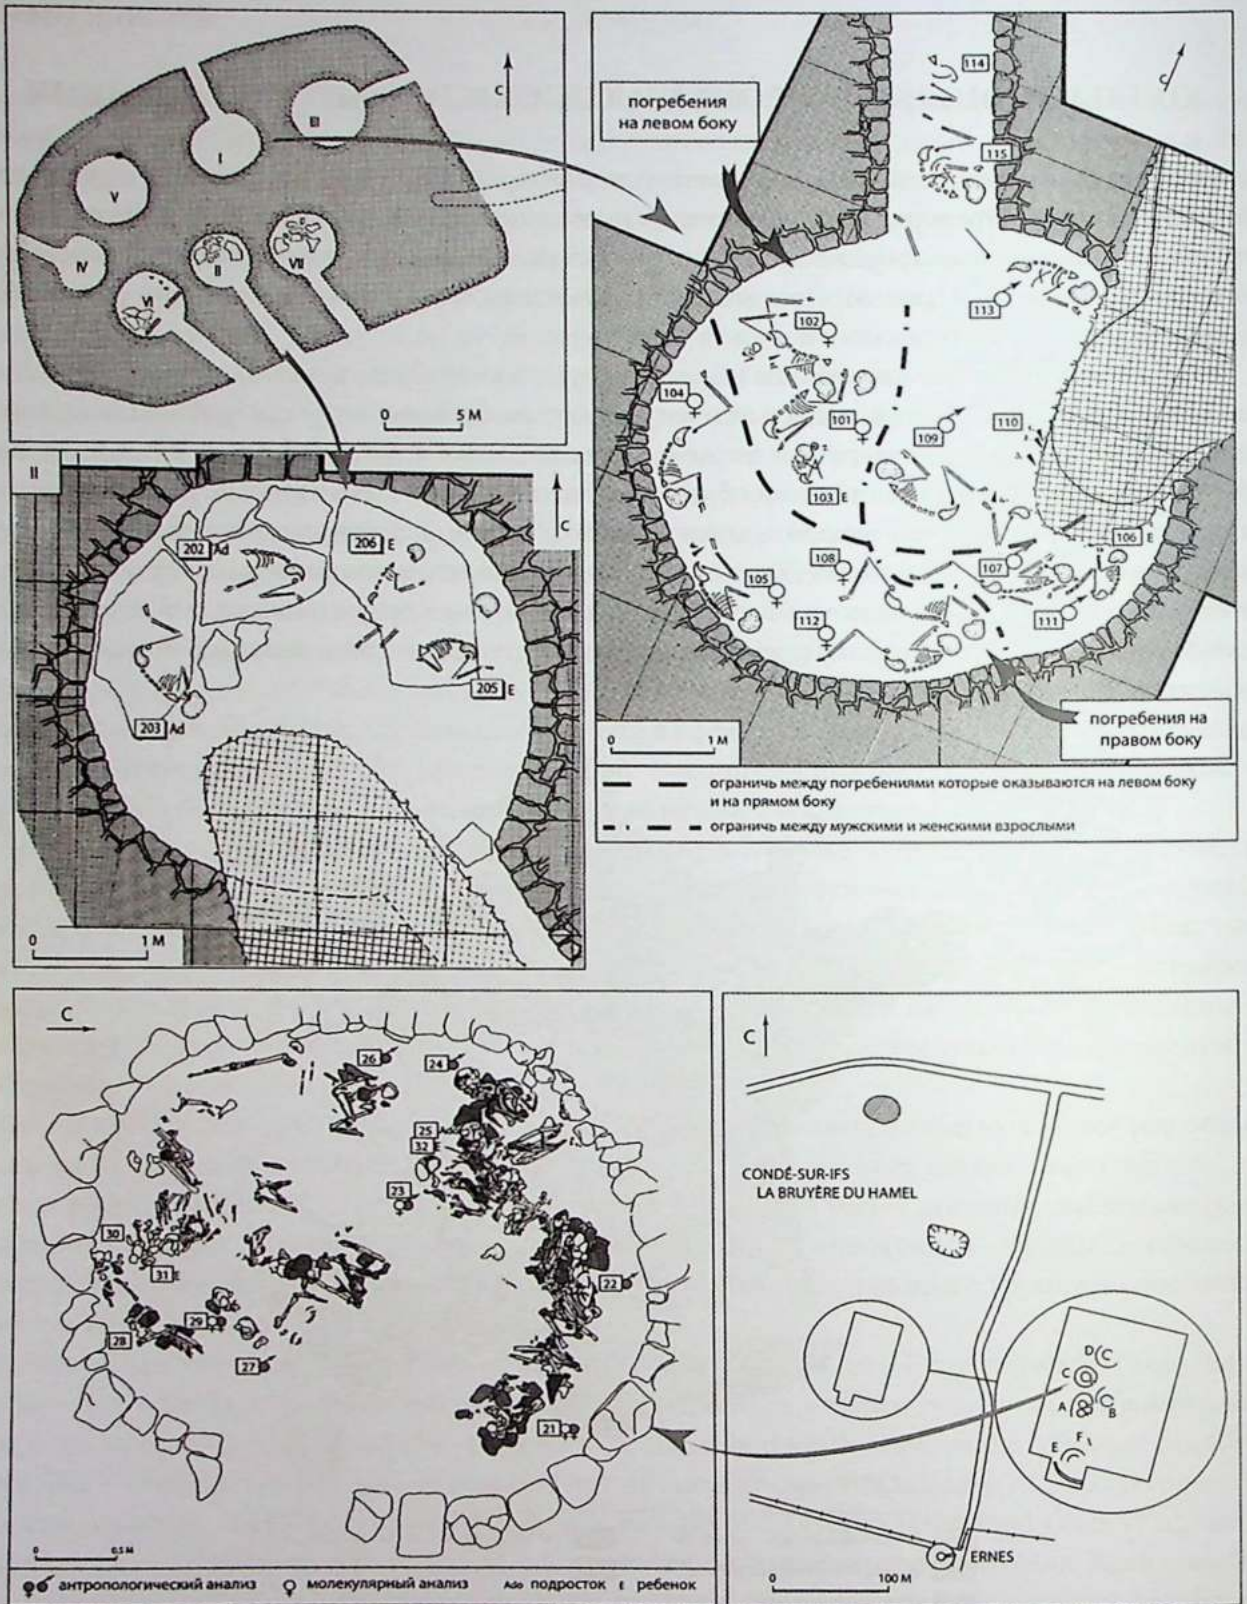 C
III
I
V
IV
II
VII
VI
0 5 М
погребения
на левом боку
C
114
115
113
102
104
101
109
110
103 E
108
107
106 E
105
112
111
погребения на
правом боку
0 1 М
ограничь между погребениями которые оказываются на левом боку
и на прямом боку
ограничь между мужскими и женскими взрослыми
II
C
202 Ad
206 E
203 Ad
205 E
0 1 М
C
26
24
25 Ado
32 E
23
30
31 E
22
29
28
27
21
0 0,5 М
антропологический анализ молекулярный анализ Ado подросток E ребенок
C
CONDÉ-SUR-IFS
LA BRUYÈRE DU HAMEL
D
C
A
B
E
F
ERNES
0 100 М